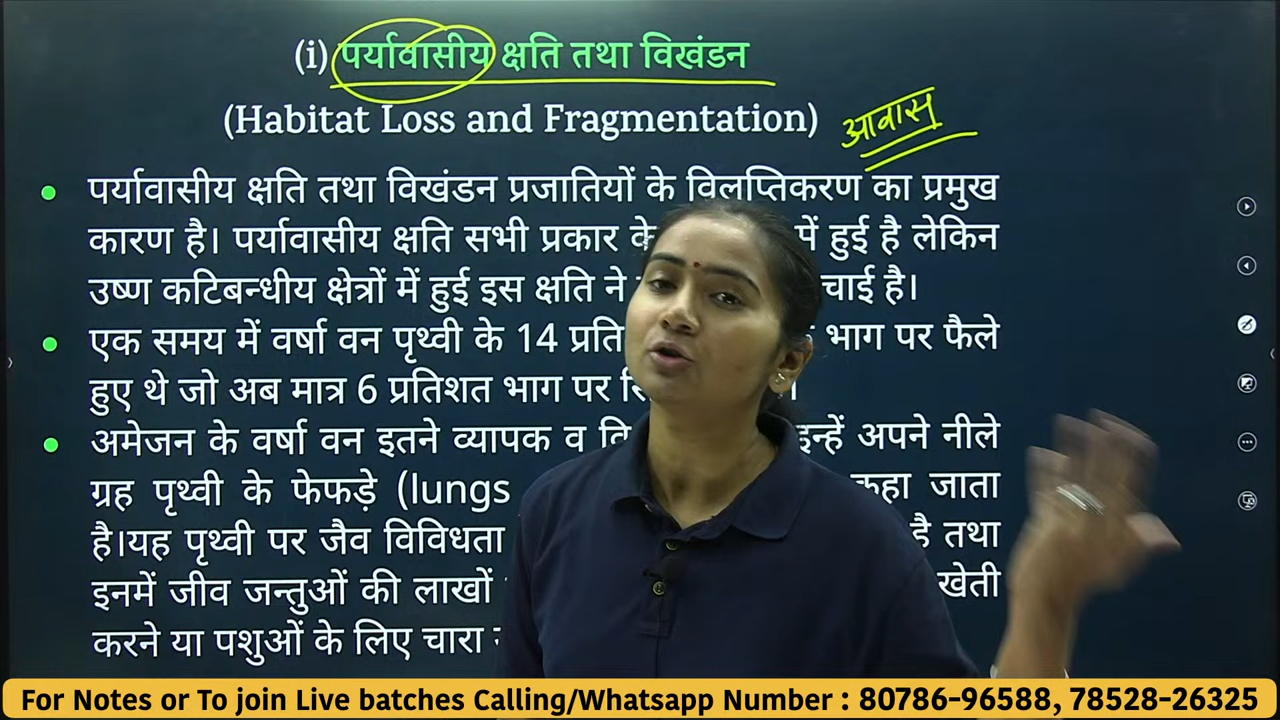 (i) पर्यावासीय क्षति तथा विखंडन
(Habitat Loss and Fragmentation) आवास
पर्यावासीय क्षति तथा विखंडन प्रजातियों के विलप्तिकरण का प्रमुख
कारण है। पर्यावासीय क्षति सभी प्रकार के में हुई है लेकिन
उष्ण कटिबन्धीय क्षेत्रों में हुई इस क्षति ने चाई है।
एक समय में वर्षा वन पृथ्वी के 14 प्रति भाग पर फैले
हुए थे जो अब मात्र 6 प्रतिशत भाग पर
अमेजन के वर्षा वन इतने व्यापक व इन्हें अपने नीले
ग्रह पृथ्वी के फेफड़े (lungs कहा जाता
है।यह पृथ्वी पर जैव विविधता है तथा
इनमें जीव जन्तुओं की लाखों खेती
करने या पशुओं के लिए चारा
For Notes or To join Live batches Calling/Whatsapp Number : 80786-96588, 78528-26325